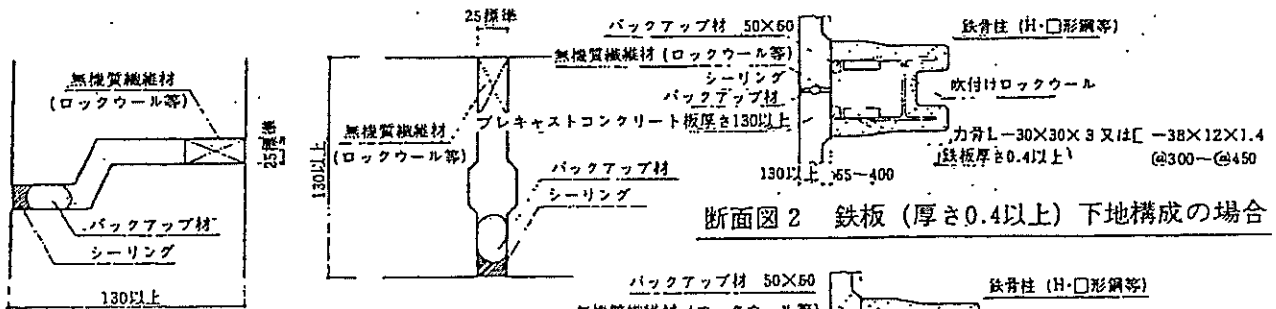 無機質繊維材
(ロックウール等)
25標準
バックアップ材
シーリング
130以上
25標準
130以上
無機質繊維材
(ロックウール等)
バックアップ材
シーリング
バックアップ材 50×60
無機質繊維材(ロックウール等)
シーリング
バックアップ材
プレキャストコンクリート板厚さ130以上
鉄骨柱(H・□形鋼等)
吹付けロックウール
力骨L-30×30×3又は[-38×12×1.4
(鉄板厚さ0.4以上)
@300～@450
130以上 55～400
断面図2 鉄板(厚さ0.4以上)下地構成の場合
バックアップ材 50×60
鉄骨柱(H・□形鋼等)